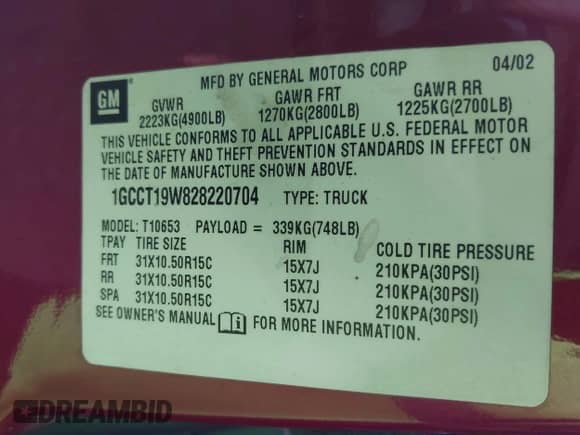 MFD BY GENERAL MOTORS CORP 04/02
GM
GVWR GAWR FRT GAWR RR
2223KG(4900LB) 1270KG(2800LB) 1225KG(2700LB)
THIS VEHICLE CONFORMS TO ALL APPLICABLE U.S. FEDERAL MOTOR
VEHICLE SAFETY AND THEFT PREVENTION STANDARDS IN EFFECT ON
THE DATE OF MANUFACTURE SHOWN ABOVE.
1GCCT19W828220704 TYPE: TRUCK
MODEL: T10653 PAYLOAD = 339KG(748LB)
TPAY TIRE SIZE RIM COLD TIRE PRESSURE
FRT 31X10.50R15C 15X7J 210KPA(30PSI)
RR 31X10.50R15C 15X7J 210KPA(30PSI)
SPA 31X10.50R15C 15X7J 210KPA(30PSI)
SEE OWNER'S MANUAL FOR MORE INFORMATION.
DREAMBID